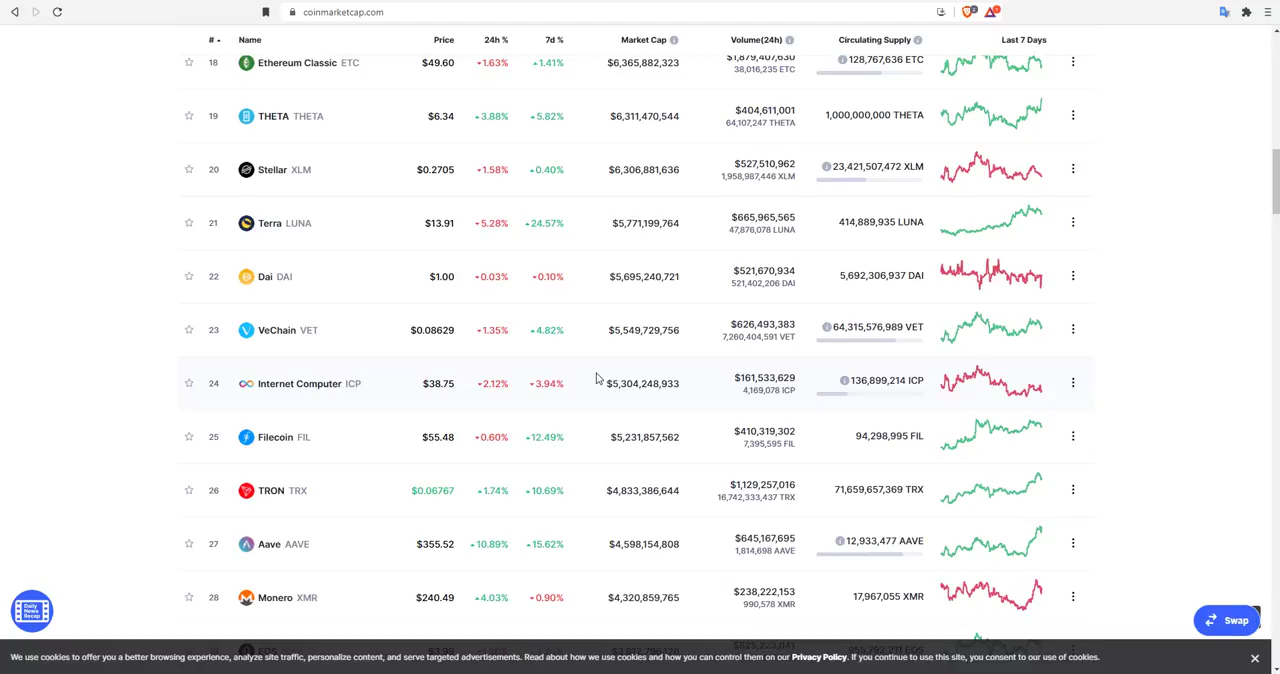 coinmarketcap.com
# Name Price 24h % 7d % Market Cap Volume(24h) Circulating Supply Last 7 Days
18 Ethereum Classic ETC $49.60 1.63% 1.41% $6,365,882,323 $1,879,407,630 128,767,636 ETC
38,016,235 ETC
19 THETA THETA $6.34 3.88% 5.82% $6,311,470,544 $404,611,001 1,000,000,000 THETA
64,107,247 THETA
20 Stellar XLM $0.2705 1.58% 0.40% $6,306,881,636 $527,510,962 23,421,507,472 XLM
1,958,987,446 XLM
21 Terra LUNA $13.91 5.28% 24.57% $5,771,199,764 $665,965,565 414,889,935 LUNA
47,876,078 LUNA
22 Dai DAI $1.00 0.03% 0.10% $5,695,240,721 $521,670,934 5,692,306,937 DAI
521,402,206 DAI
23 VeChain VET $0.08629 1.35% 4.82% $5,549,729,756 $626,493,383 64,315,576,989 VET
7,260,404,591 VET
24 Internet Computer ICP $38.75 2.12% 3.94% $5,304,248,933 $161,533,629 136,899,214 ICP
4,169,078 ICP
25 Filecoin FIL $55.48 0.60% 12.49% $5,231,857,562 $410,319,302 94,298,995 FIL
7,395,595 FIL
26 TRON TRX $0.06767 1.74% 10.69% $4,833,386,644 $1,129,257,016 71,659,657,369 TRX
16,742,333,437 TRX
27 Aave AAVE $355.52 10.89% 15.62% $4,598,154,808 $645,167,695 12,933,477 AAVE
1,814,698 AAVE
28 Monero XMR $240.49 4.03% 0.90% $4,320,859,765 $238,222,153 17,967,055 XMR
990,578 XMR
Daily
News
Recap
Swap
We use cookies to offer you a better browsing experience, analyze site traffic, personalize content, and serve targeted advertisements. Read about how we use cookies and how you can control them on our Privacy Policy. If you continue to use this site, you consent to our use of cookies.